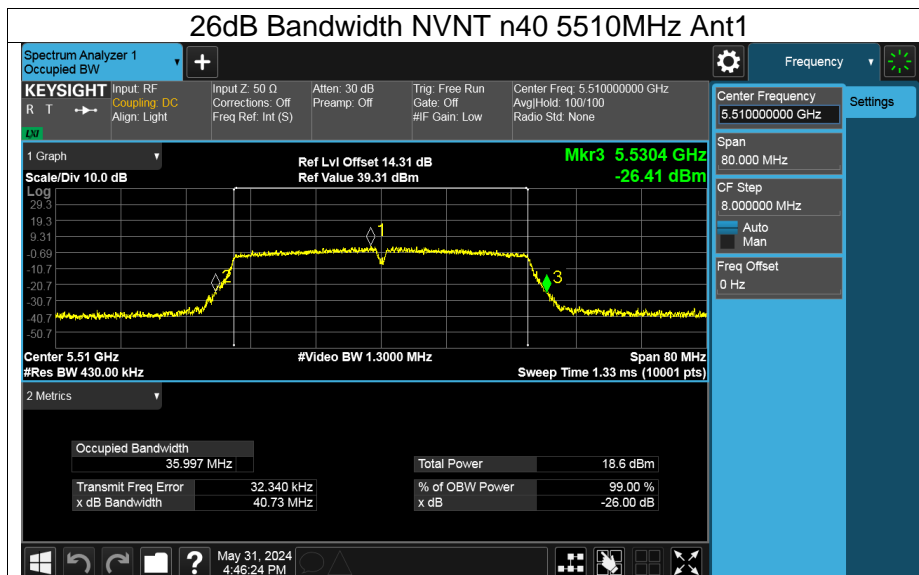 26dB Bandwidth NVNT n40 5510MHz Ant1
Spectrum Analyzer 1
Occupied BW
+
Frequency
KEYSIGHT
R T
LXI
Input: RF
Coupling: DC
Align: Light
Input Z: 50 Ω
Corrections: Off
Freq Ref: Int (S)
Atten: 30 dB
Preamp: Off
Trig: Free Run
Gate: Off
#IF Gain: Low
Center Freq: 5.510000000 GHz
Avg|Hold: 100/100
Radio Std: None
Center Frequency
5.510000000 GHz
Settings
Span
80.000 MHz
CF Step
8.000000 MHz
Auto
Man
Freq Offset
0 Hz
1 Graph
Scale/Div 10.0 dB
Ref Lvl Offset 14.31 dB
Ref Value 39.31 dBm
Mkr3 5.5304 GHz
-26.41 dBm
Log
29.3
19.3
9.31
-0.69
-10.7
-20.7
-30.7
-40.7
-50.7
1
2
3
Center 5.51 GHz
#Video BW 1.3000 MHz
Span 80 MHz
#Res BW 430.00 kHz
Sweep Time 1.33 ms (10001 pts)
2 Metrics
Occupied Bandwidth
35.997 MHz
Total Power 18.6 dBm
Transmit Freq Error 32.340 kHz
% of OBW Power 99.00 %
x dB Bandwidth 40.73 MHz
x dB -26.00 dB
?
May 31, 2024
4:46:24 PM